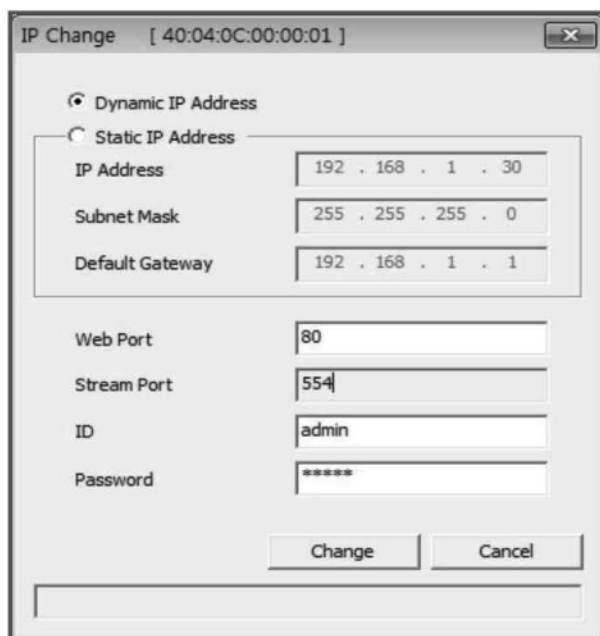 IP Change [ 40:04:0C:00:00:01 ]
Dynamic IP Address
Static IP Address
IP Address 192 . 168 . 1 . 30
Subnet Mask 255 . 255 . 255 . 0
Default Gateway 192 . 168 . 1 . 1
Web Port 80
Stream Port 554
ID admin
Password *****
Change Cancel